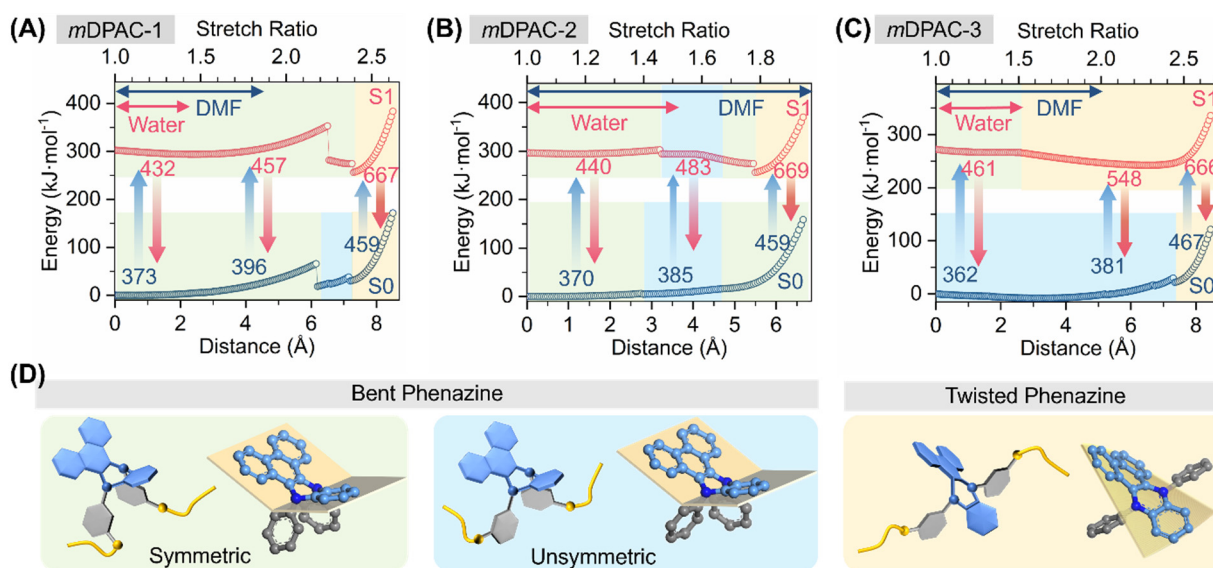 (A) mDPAC-1 Stretch Ratio
1.0 1.5 2.0 2.5
Energy (kJ·mol⁻¹)
400
300
200
100
0
DMF
Water
S1
432 457 667
373 396 459
S0
0 2 4 6 8
Distance (Å)
(B) mDPAC-2 Stretch Ratio
1.0 1.2 1.4 1.6 1.8
Energy (kJ·mol⁻¹)
400
300
200
100
0
DMF
Water
S1
440 483 669
370 385 459
S0
0 1 2 3 4 5 6
Distance (Å)
(C) mDPAC-3 Stretch Ratio
1.0 1.5 2.0 2.5
Energy (kJ·mol⁻¹)
300
200
100
0
DMF
Water
S1
461 548 666
362 381 467
S0
0 2 4 6 8
Distance (Å)
(D)
Bent Phenazine
Twisted Phenazine
Symmetric
Unsymmetric